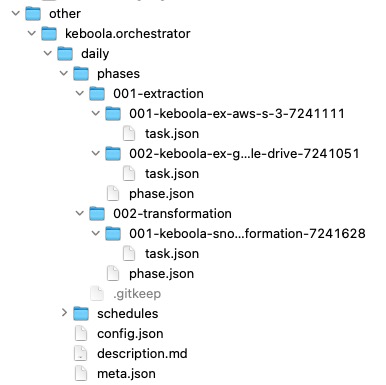 other
keboola.orchestrator
daily
phases
001-extraction
001-keboola-ex-aws-s-3-7241111
task.json
002-keboola-ex-g...le-drive-7241051
task.json
phase.json
002-transformation
001-keboola-sno...formation-7241628
task.json
phase.json
.gitkeep
schedules
config.json
description.md
meta.json